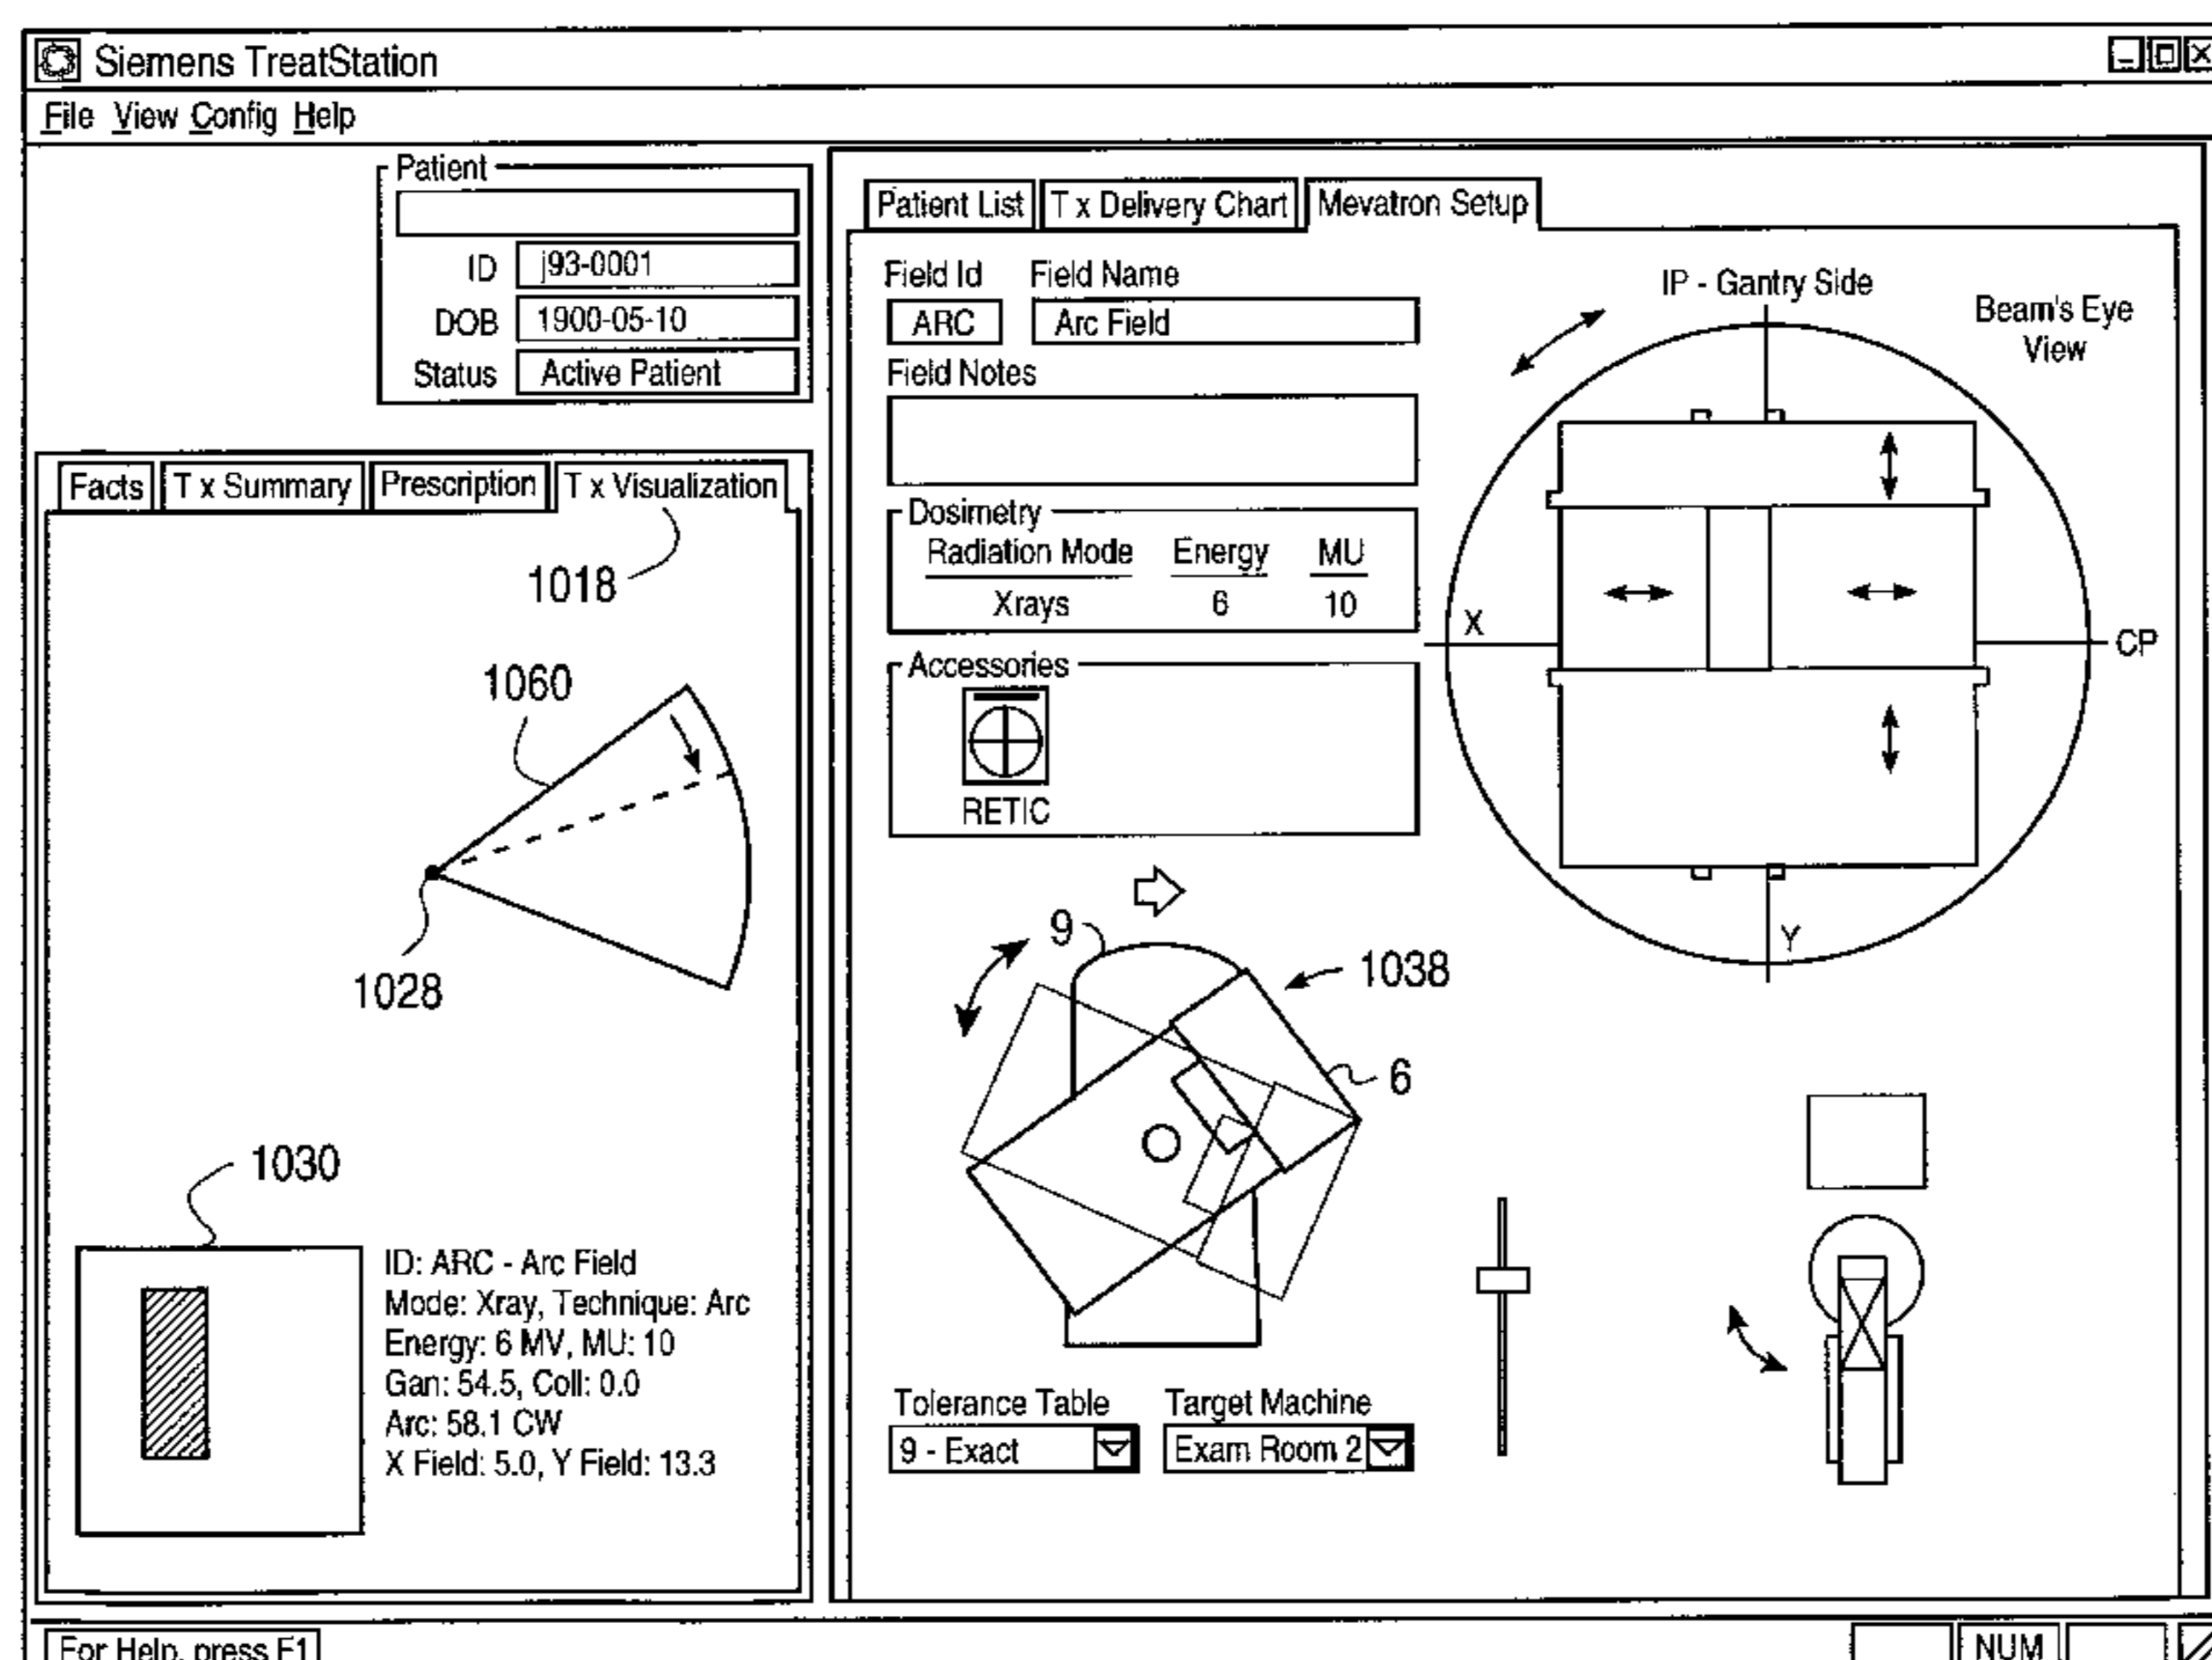 Siemens TreatStation
File View Config Help
Patient
ID j93-0001
DOB 1900-05-10
Status Active Patient
Facts T x Summary Prescription T x Visualization
1018
1060
1028
1030
ID: ARC - Arc Field
Mode: Xray, Technique: Arc
Energy: 6 MV, MU: 10
Gan: 54.5, Coll: 0.0
Arc: 58.1 CW
X Field: 5.0, Y Field: 13.3
Patient List T x Delivery Chart Mevatron Setup
Field Id Field Name
ARC Arc Field
Field Notes
Dosimetry
Radiation Mode Energy MU
Xrays 6 10
Accessories
RETIC
IP - Gantry Side
Beam's Eye
View
X
CP
Y
9
1038
6
Tolerance Table Target Machine
9 - Exact Exam Room 2
For Help, press F1
NUM